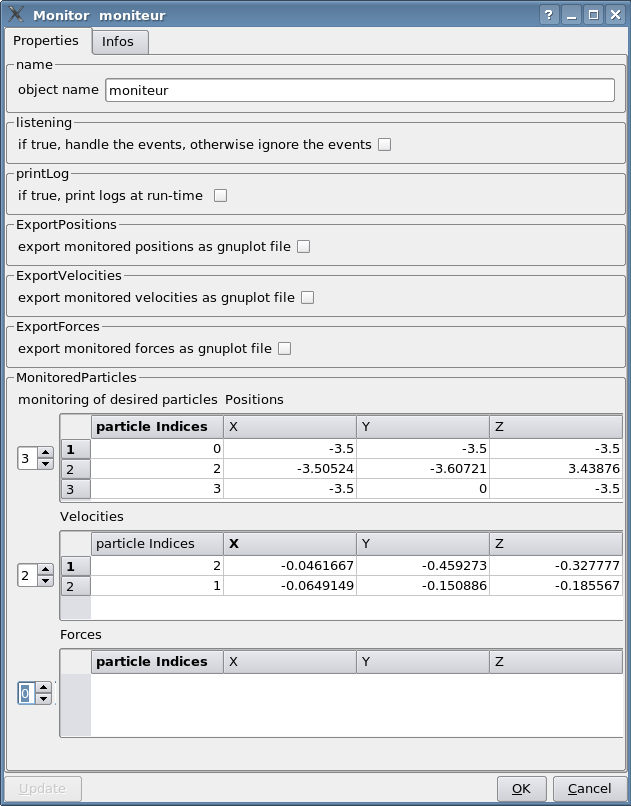 Monitor moniteur
Properties Infos
name
object name moniteur
listening
if true, handle the events, otherwise ignore the events
printLog
if true, print logs at run-time
ExportPositions
export monitored positions as gnuplot file
ExportVelocities
export monitored velocities as gnuplot file
ExportForces
export monitored forces as gnuplot file
MonitoredParticles
monitoring of desired particles Positions
particle Indices X Y Z
1 0 -3.5 -3.5 -3.5
3
2 2 -3.50524 -3.60721 3.43876
3 3 -3.5 0 -3.5
Velocities
particle Indices X Y Z
1 2 -0.0461667 -0.459273 -0.327777
2
2 1 -0.0649149 -0.150886 -0.185567
Forces
particle Indices X Y Z
0
Update OK Cancel